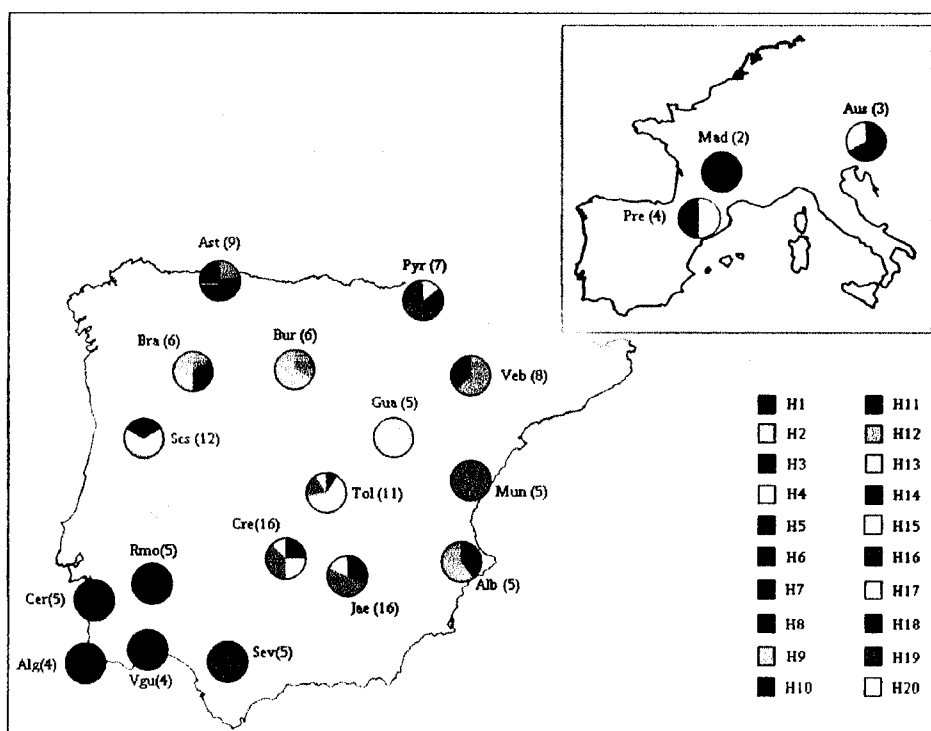 Aus (3)
Mad (2)
Pre (4)
Ast (9)
Pyr (7)
Bra (6)
Bur (6)
Veb (8)
Gua (5)
Scs (12)
Tol (11)
Mun (5)
Cre(16)
Rmo(5)
Cer(5)
Jae (16)
Alb (5)
Alg(4)
Vgu(4)
Sev(5)
H1 H11
H2 H12
H3 H13
H4 H14
H5 H15
H6 H16
H7 H17
H8 H18
H9 H19
H10 H20